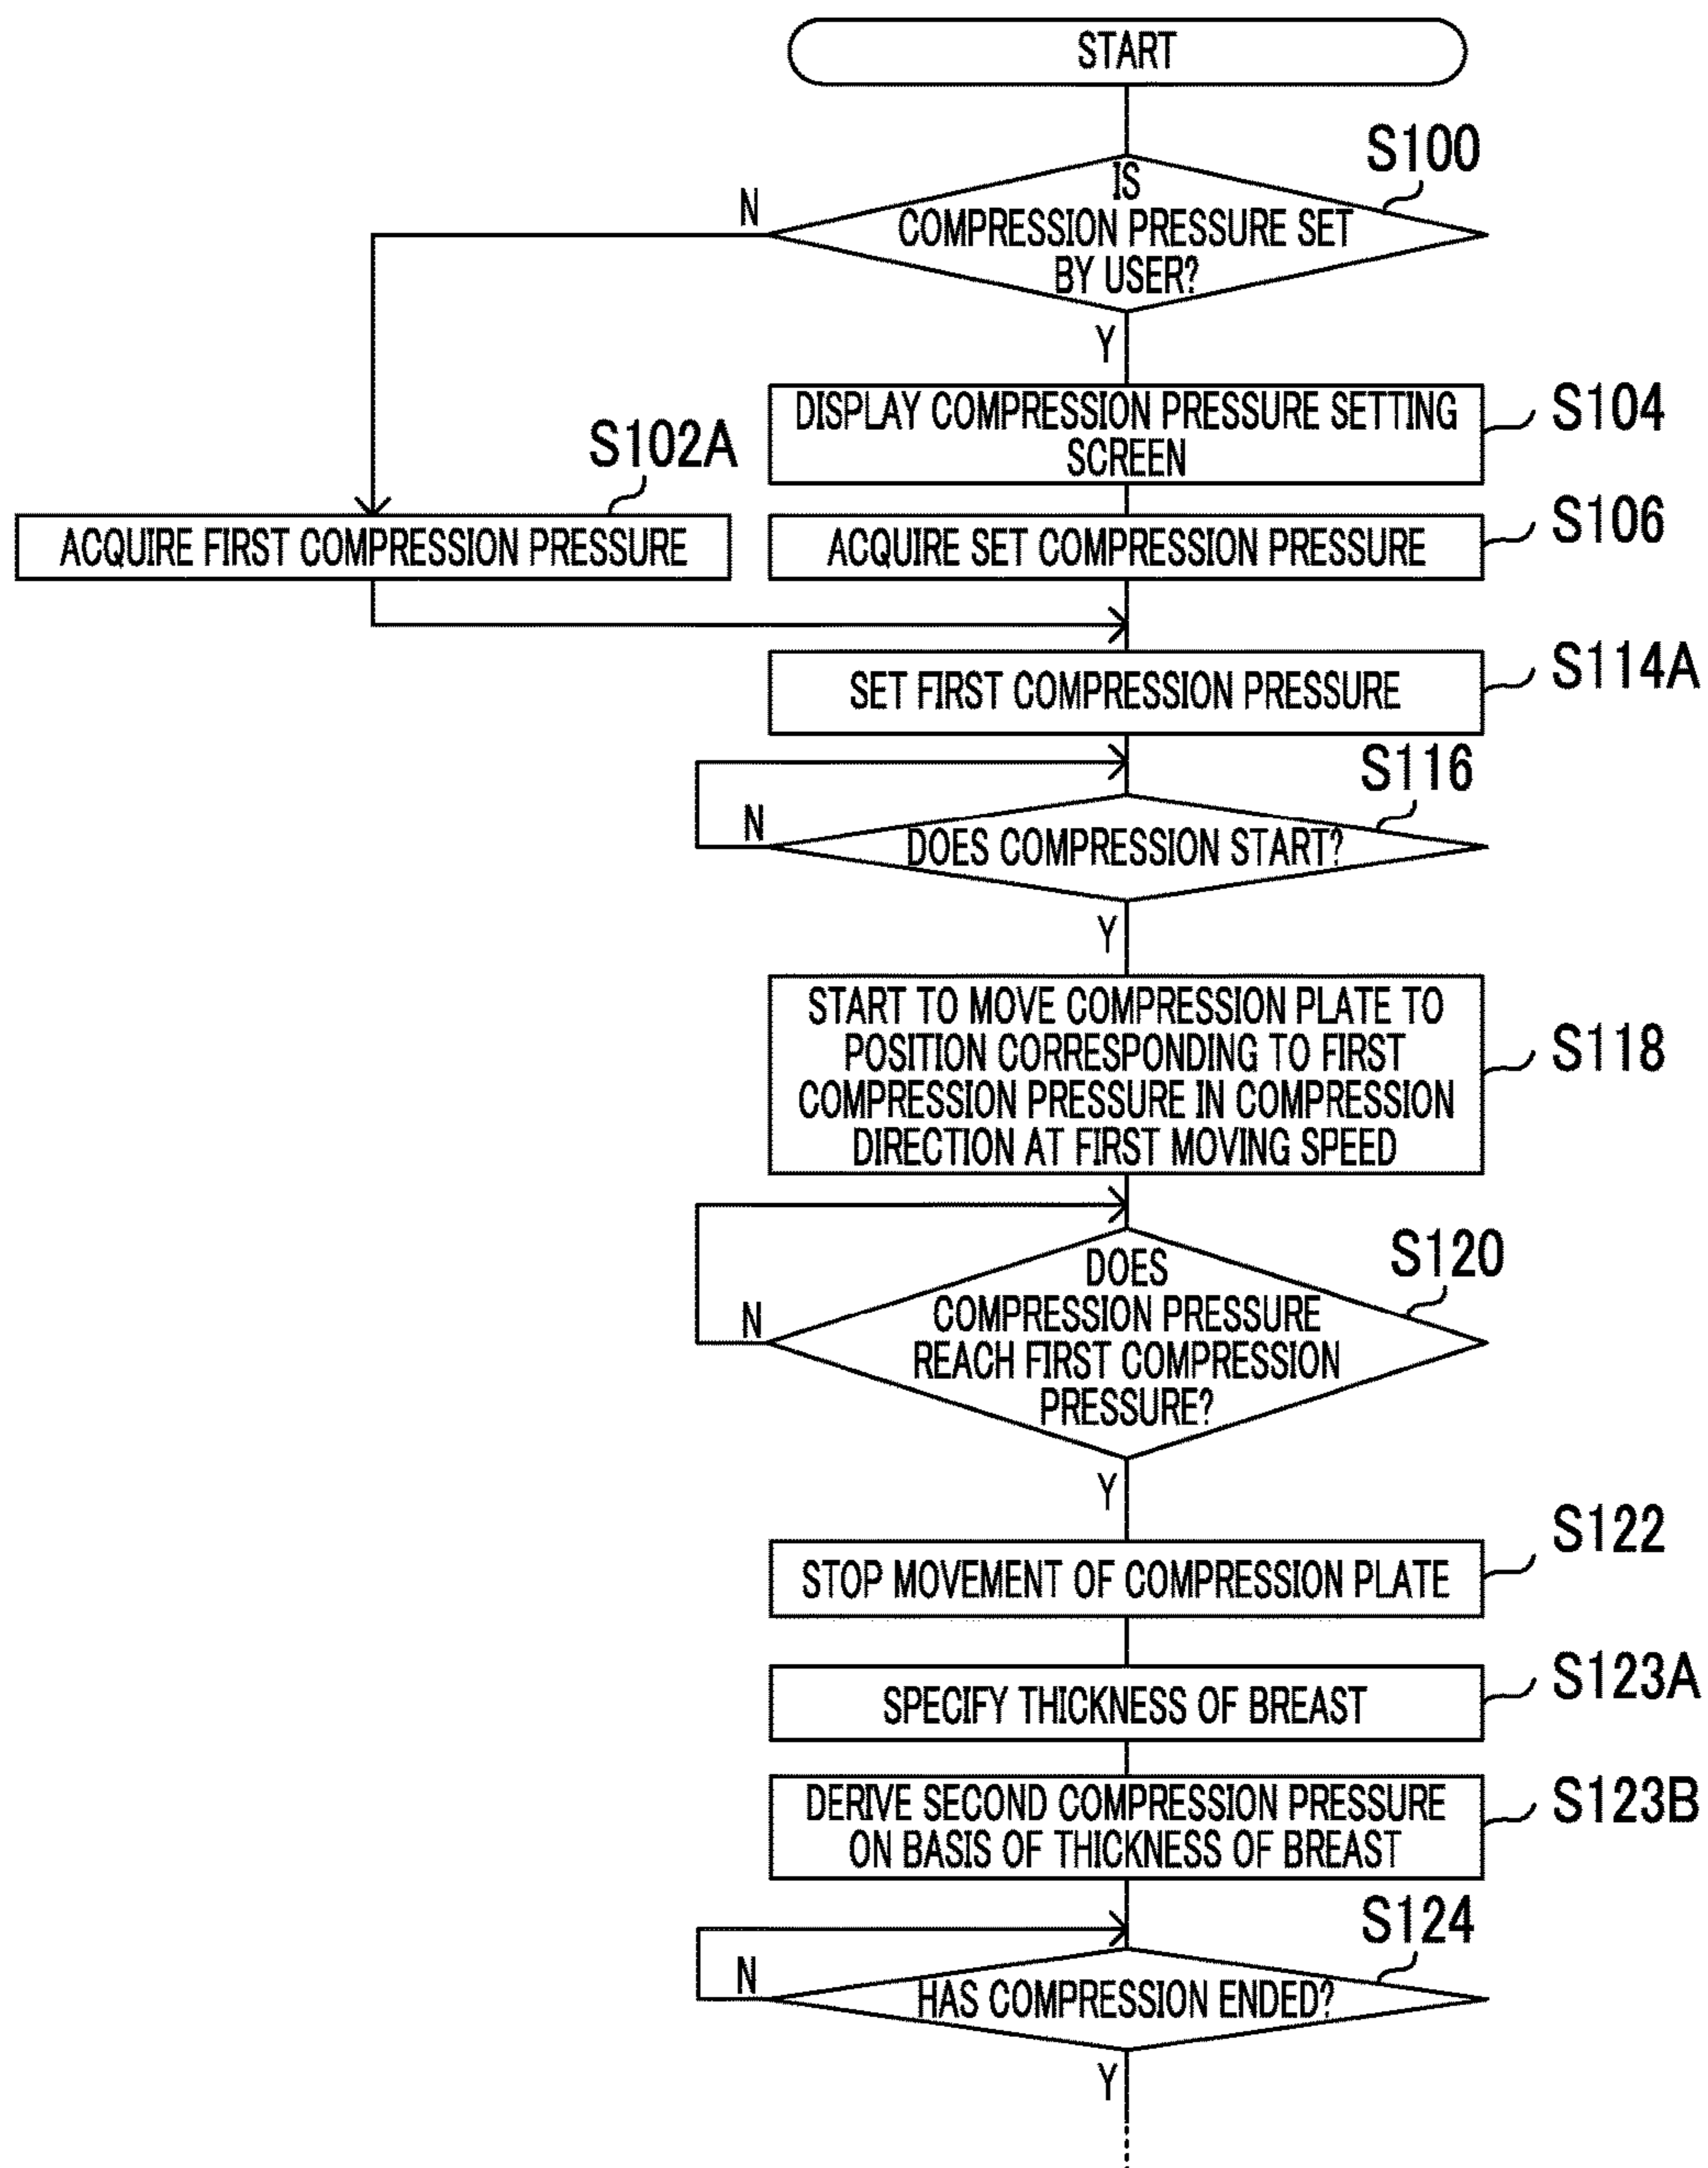 START
S100
IS
COMPRESSION PRESSURE SET
BY USER?
N
Y
DISPLAY COMPRESSION PRESSURE SETTING
SCREEN
S104
S102A
ACQUIRE FIRST COMPRESSION PRESSURE
ACQUIRE SET COMPRESSION PRESSURE
S106
SET FIRST COMPRESSION PRESSURE
S114A
S116
DOES COMPRESSION START?
N
Y
START TO MOVE COMPRESSION PLATE TO
POSITION CORRESPONDING TO FIRST
COMPRESSION PRESSURE IN COMPRESSION
DIRECTION AT FIRST MOVING SPEED
S118
S120
DOES
COMPRESSION PRESSURE
REACH FIRST COMPRESSION
PRESSURE?
N
Y
STOP MOVEMENT OF COMPRESSION PLATE
S122
SPECIFY THICKNESS OF BREAST
S123A
DERIVE SECOND COMPRESSION PRESSURE
ON BASIS OF THICKNESS OF BREAST
S123B
S124
HAS COMPRESSION ENDED?
N
Y